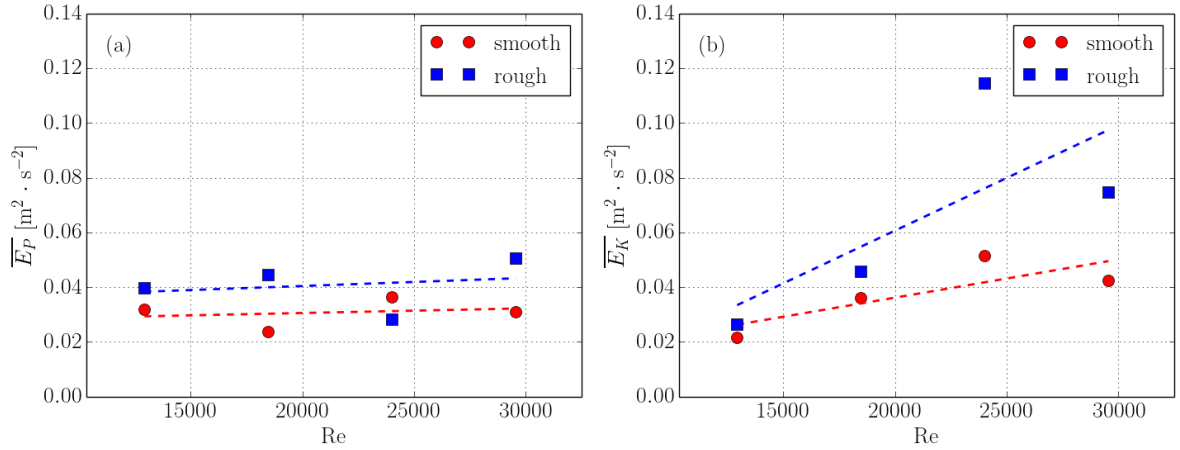 (a)
smooth
rough
0.14
0.12
0.10
0.08
0.06
0.04
0.02
0.00
$\overline{E_P}$ [m² · s⁻²]
15000 20000 25000 30000
Re
(b)
smooth
rough
0.14
0.12
0.10
0.08
0.06
0.04
0.02
0.00
$\overline{E_K}$ [m² · s⁻²]
15000 20000 25000 30000
Re